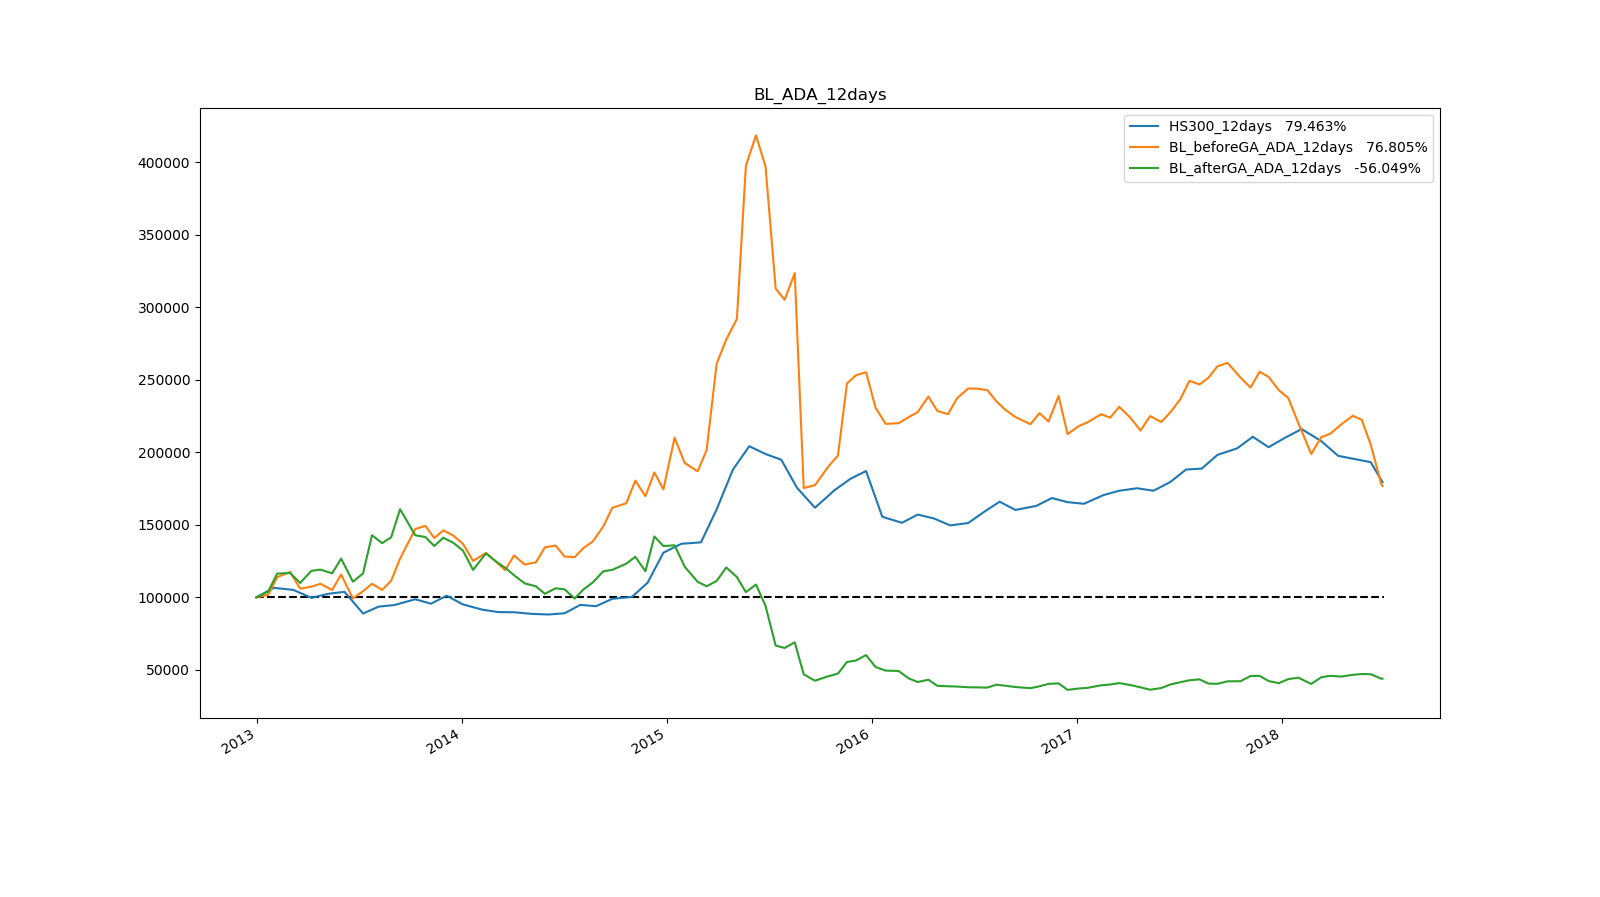 BL_ADA_12days
HS300_12days 79.463%
BL_beforeGA_ADA_12days 76.805%
BL_afterGA_ADA_12days -56.049%
400000
350000
300000
250000
200000
150000
100000
50000
2013 2014 2015 2016 2017 2018